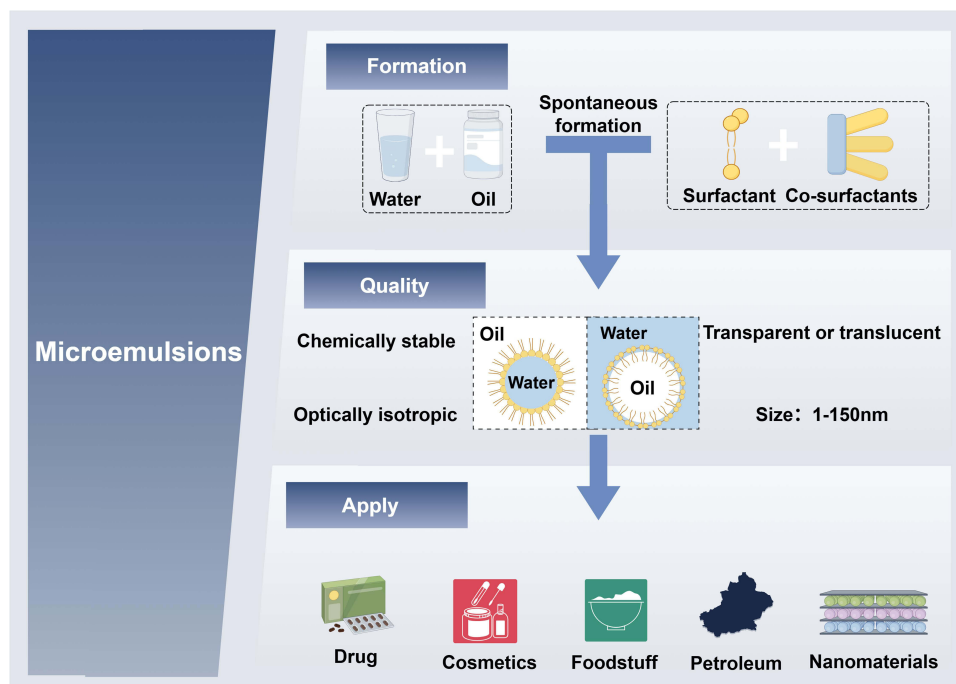 Microemulsions
Formation
Spontaneous
formation
Water
Oil
Surfactant
Co-surfactants
Quality
Chemically stable
Optically isotropic
Oil
Water
Water
Oil
Transparent or translucent
Size：1-150nm
Apply
Drug
Cosmetics
Foodstuff
Petroleum
Nanomaterials